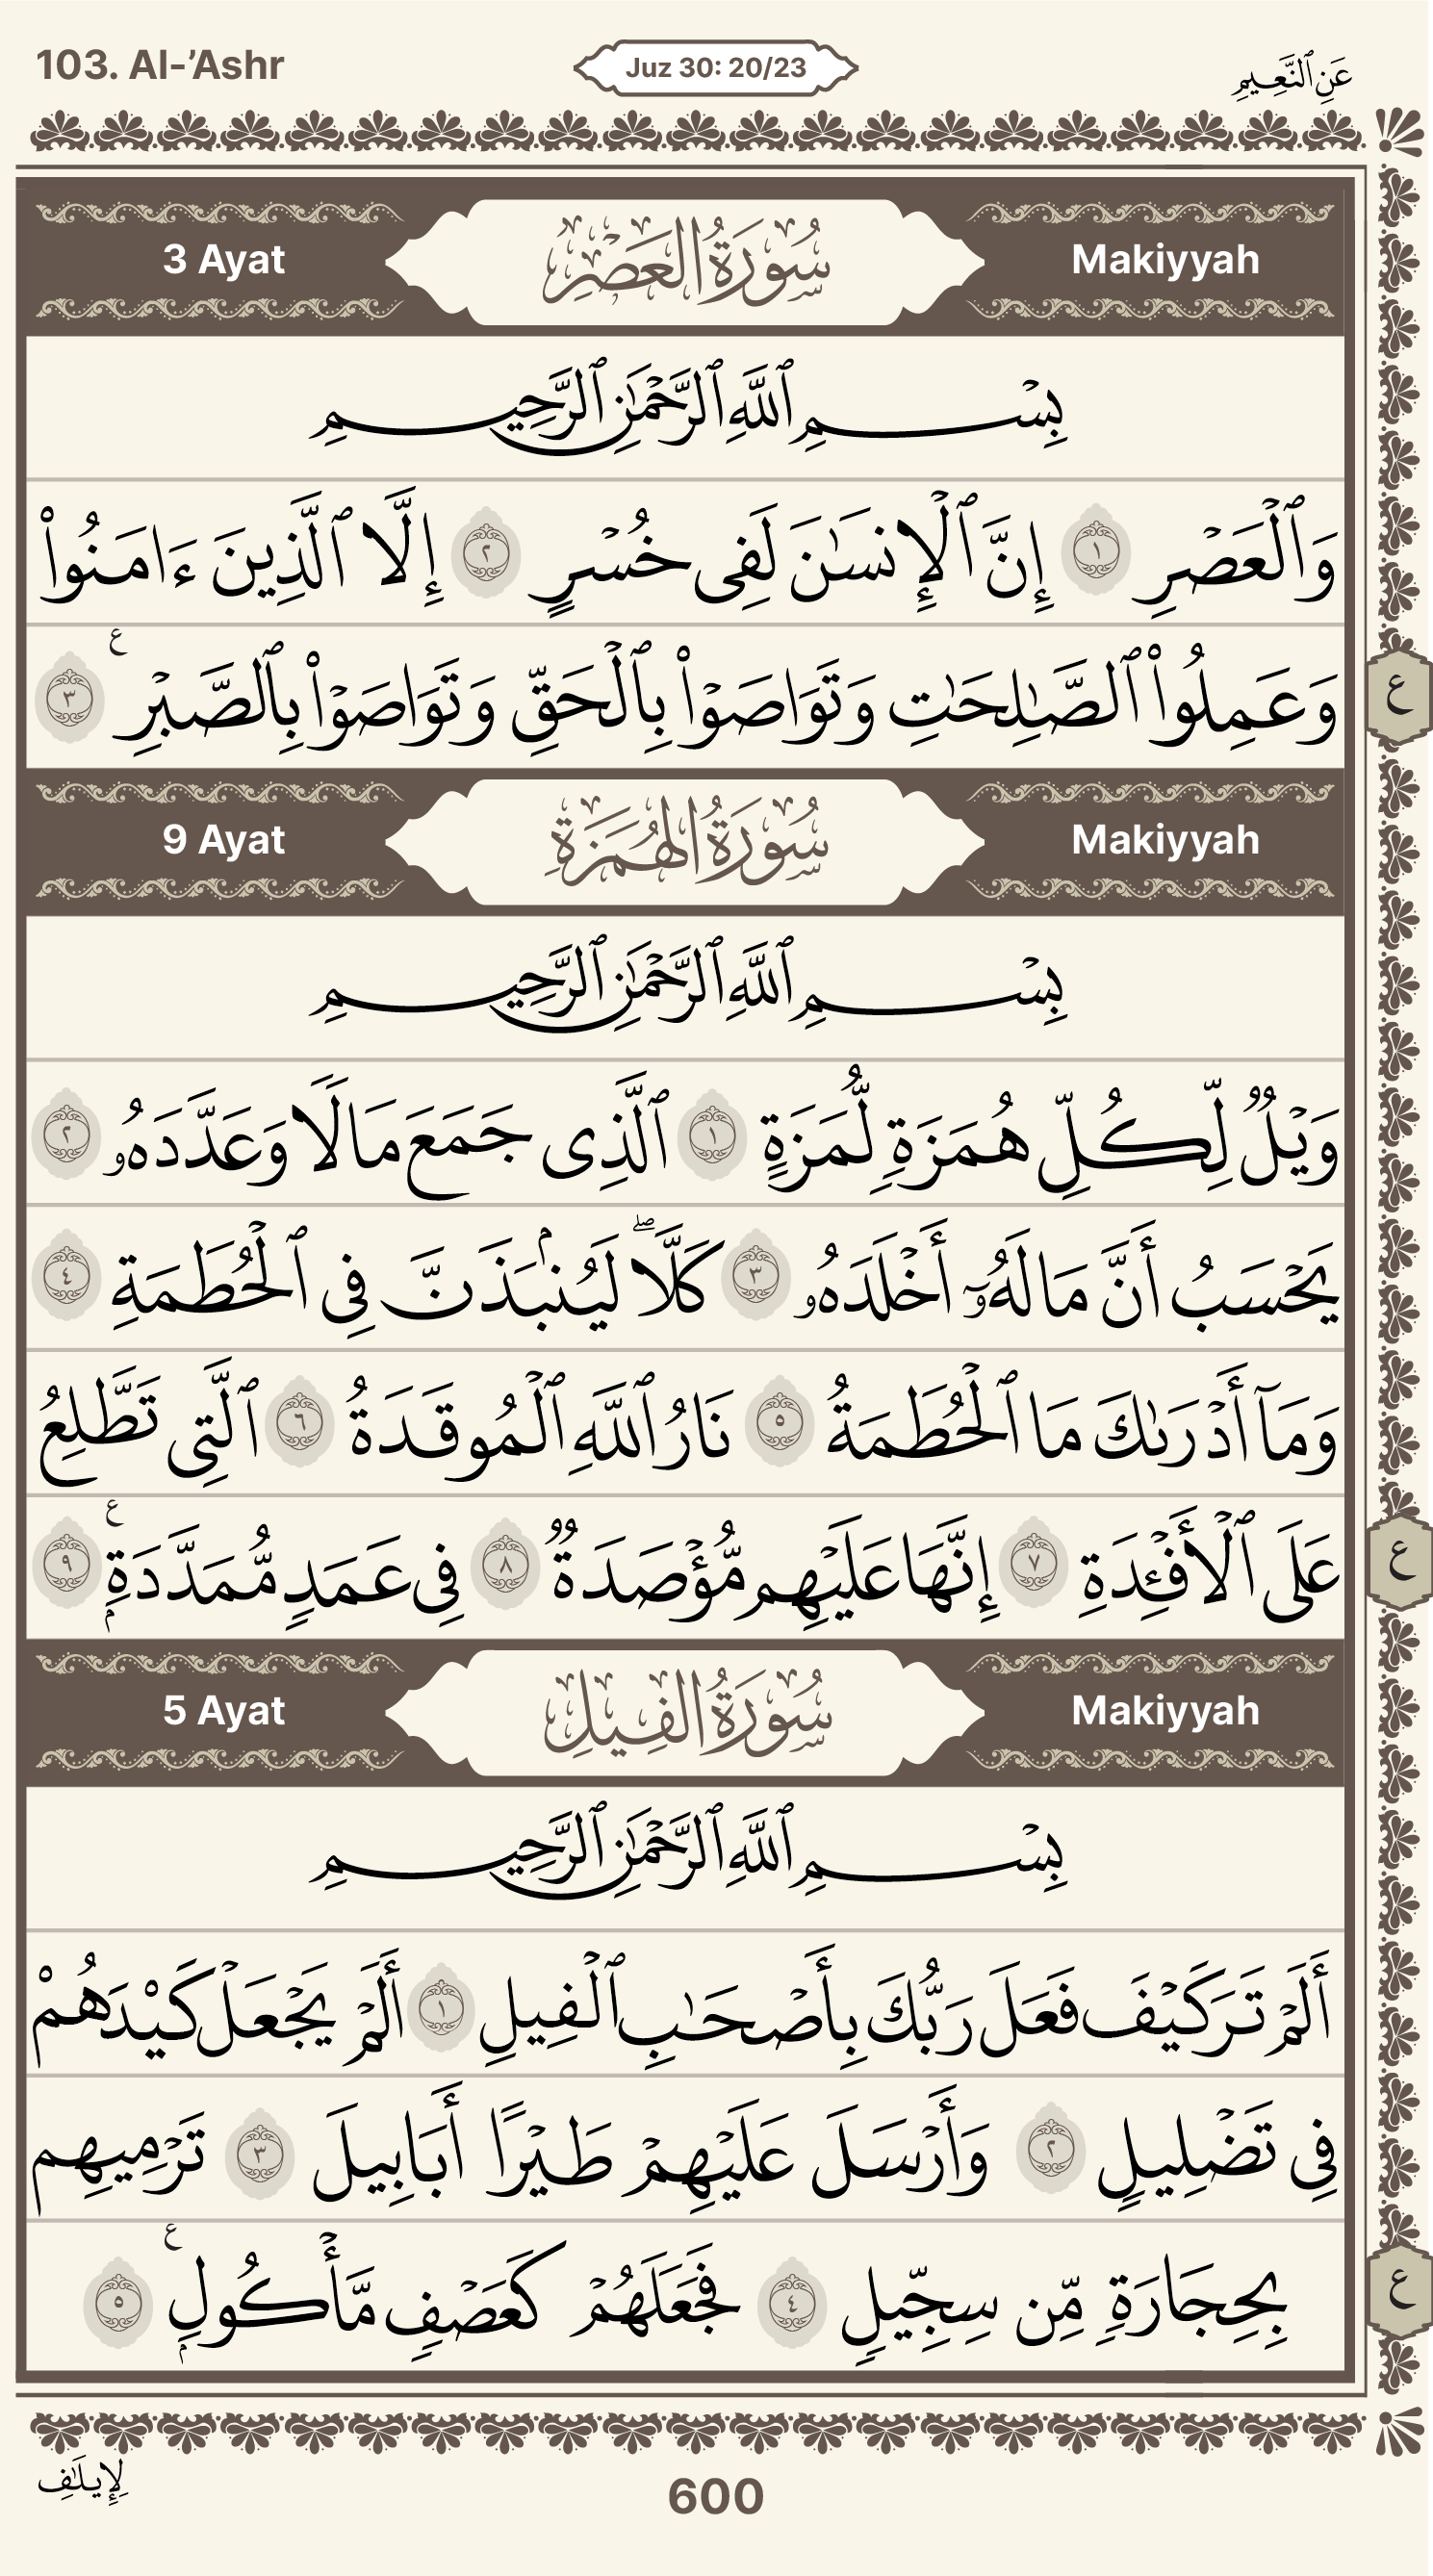 103. Al-’Ashr
Juz 30: 20/23
عَنِ ٱلنَّعِيمِ
3 Ayat
سُورَةُ العَصْرِ
Makiyyah
بِسْمِ ٱللَّهِ ٱلرَّحْمَٰنِ ٱلرَّحِيمِ
وَٱلْعَصْرِ ١ إِنَّ ٱلْإِنسَٰنَ لَفِى خُسْرٍ ٢ إِلَّا ٱلَّذِينَ ءَامَنُوا۟
وَعَمِلُوا۟ ٱلصَّٰلِحَٰتِ وَتَوَاصَوْا۟ بِٱلْحَقِّ وَتَوَاصَوْا۟ بِٱلصَّبْرِ ع ٣
ع
9 Ayat
سُورَةُ الهُمَزَةِ
Makiyyah
بِسْمِ ٱللَّهِ ٱلرَّحْمَٰنِ ٱلرَّحِيمِ
وَيْلٌ لِّكُلِّ هُمَزَةٍ لُّمَزَةٍ ١ ٱلَّذِى جَمَعَ مَالًا وَعَدَّدَهُۥ ٢
يَحْسَبُ أَنَّ مَالَهُۥٓ أَخْلَدَهُۥ ٣ كَلَّا ۖ لَيُنۢبَذَنَّ فِى ٱلْحُطَمَةِ ٤
وَمَآ أَدْرَىٰكَ مَا ٱلْحُطَمَةُ ٥ نَارُ ٱللَّهِ ٱلْمُوقَدَةُ ٦ ٱلَّتِى تَطَّلِعُ
عَلَى ٱلْأَفْـِٔدَةِ ٧ إِنَّهَا عَلَيْهِم مُّؤْصَدَةٌ ٨ فِى عَمَدٍ مُّمَدَّدَةٍۭ ع ٩
ع
5 Ayat
سُورَةُ الفِيلِ
Makiyyah
بِسْمِ ٱللَّهِ ٱلرَّحْمَٰنِ ٱلرَّحِيمِ
أَلَمْ تَرَ كَيْفَ فَعَلَ رَبُّكَ بِأَصْحَٰبِ ٱلْفِيلِ ١ أَلَمْ يَجْعَلْ كَيْدَهُمْ
فِى تَضْلِيلٍ ٢ وَأَرْسَلَ عَلَيْهِمْ طَيْرًا أَبَابِيلَ ٣ تَرْمِيهِم
بِحِجَارَةٍ مِّن سِجِّيلٍ ٤ فَجَعَلَهُمْ كَعَصْفٍ مَّأْكُولٍۭ ع ٥
ع
لِإِيلَٰفِ
600